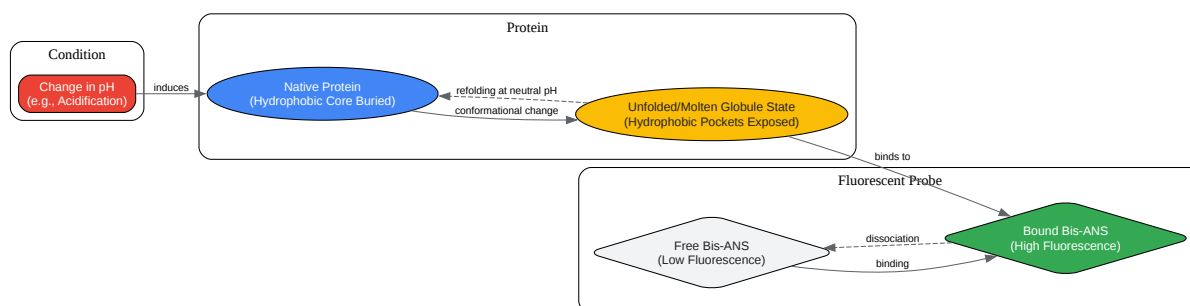 Protein
Condition
Change in pH
(e.g., Acidification)
induces
Native Protein
(Hydrophobic Core Buried)
refolding at neutral pH
conformational change
Unfolded/Molten Globule State
(Hydrophobic Pockets Exposed)
binds to
Fluorescent Probe
Free Bis-ANS
(Low Fluorescence)
dissociation
binding
Bound Bis-ANS
(High Fluorescence)